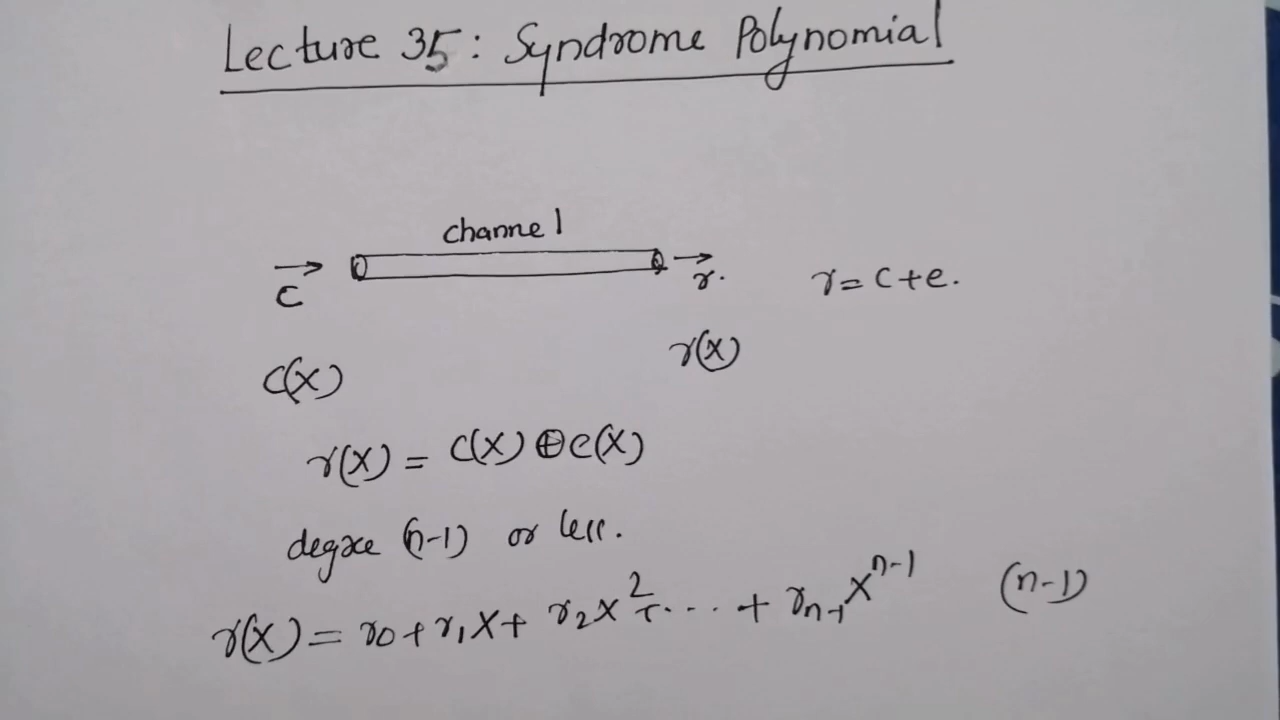 Lecture 35: Syndrome Polynomial
channel
C
r.
r = C+e.
C(X)
r(X)
r(X) = C(X) ⊕ e(X)
degree (n-1) or less.
r(X) = r₀ + r₁X + r₂X² + ... + rₙ₋₁Xⁿ⁻¹ (n-1)